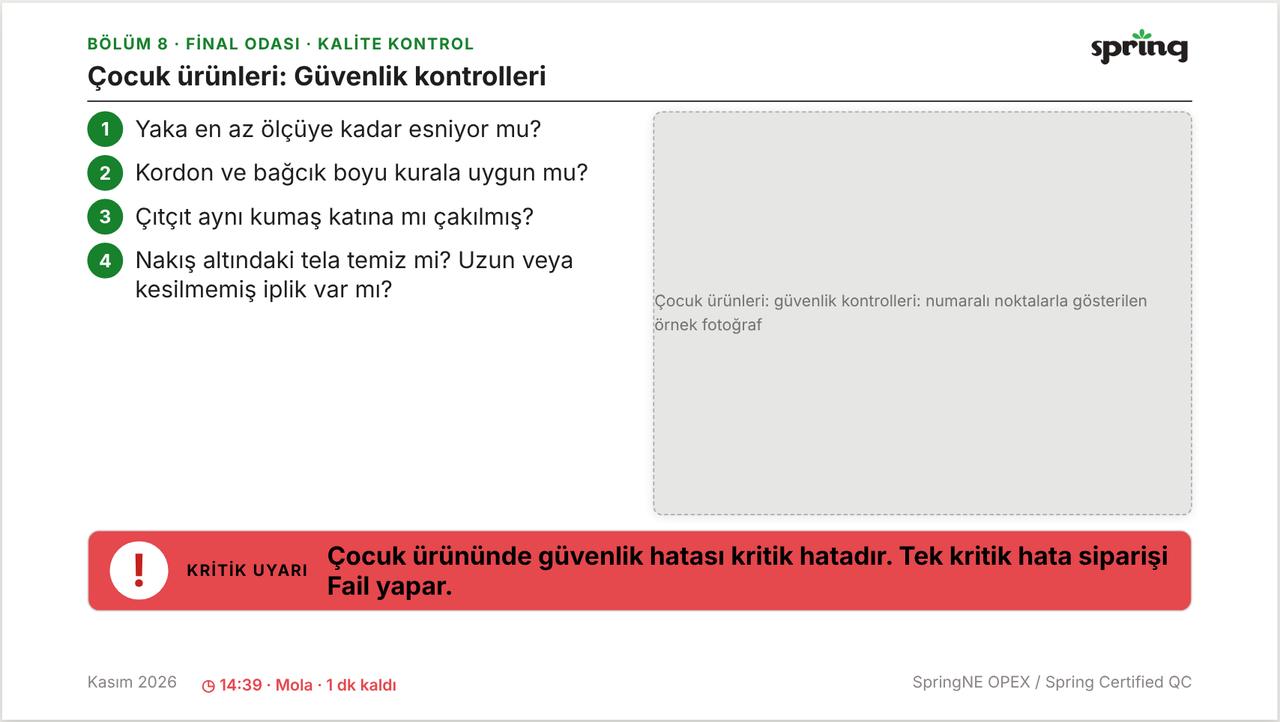 BÖLÜM 8 · FİNAL ODASI · KALİTE KONTROL
spring
Çocuk ürünleri: Güvenlik kontrolleri
1 Yaka en az ölçüye kadar esniyor mu?
2 Kordon ve bağcık boyu kurala uygun mu?
3 Çıtçıt aynı kumaş katına mı çakılmış?
4 Nakış altındaki tela temiz mi? Uzun veya
kesilmemiş iplik var mı?
Çocuk ürünleri: güvenlik kontrolleri: numaralı noktalarla gösterilen
örnek fotoğraf
! KRİTİK UYARI Çocuk ürününde güvenlik hatası kritik hatadır. Tek kritik hata siparişi
Fail yapar.
Kasım 2026 14:39 · Mola · 1 dk kaldı SpringNE OPEX / Spring Certified QC